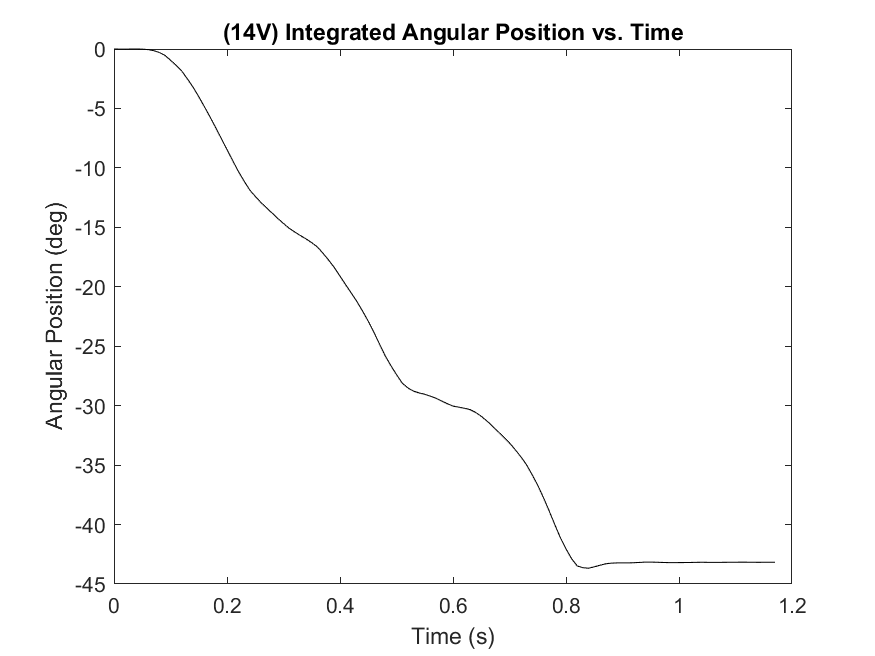 (14V) Integrated Angular Position vs. Time
0
-5
-10
-15
-20
-25
-30
-35
-40
-45
Angular Position (deg)
0 0.2 0.4 0.6 0.8 1 1.2
Time (s)